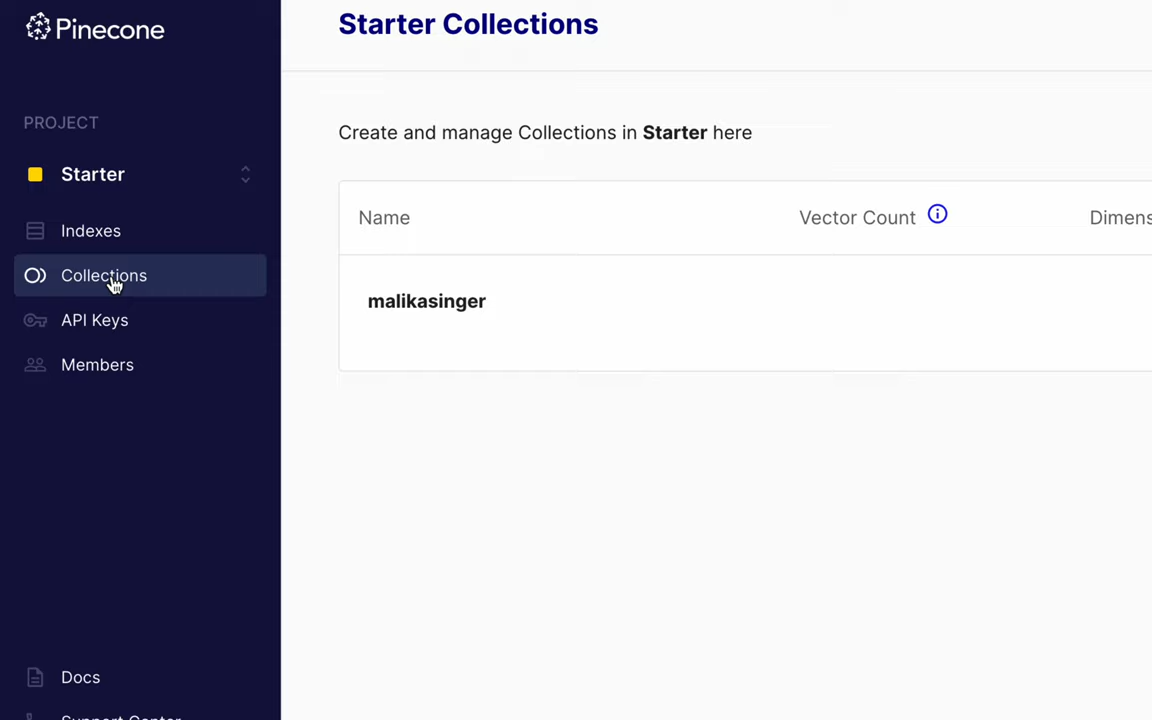 Pinecone
Starter Collections
PROJECT
Create and manage Collections in Starter here
Starter
Name
Vector Count
Indexes
Collections
malikasinger
API Keys
Members
Docs